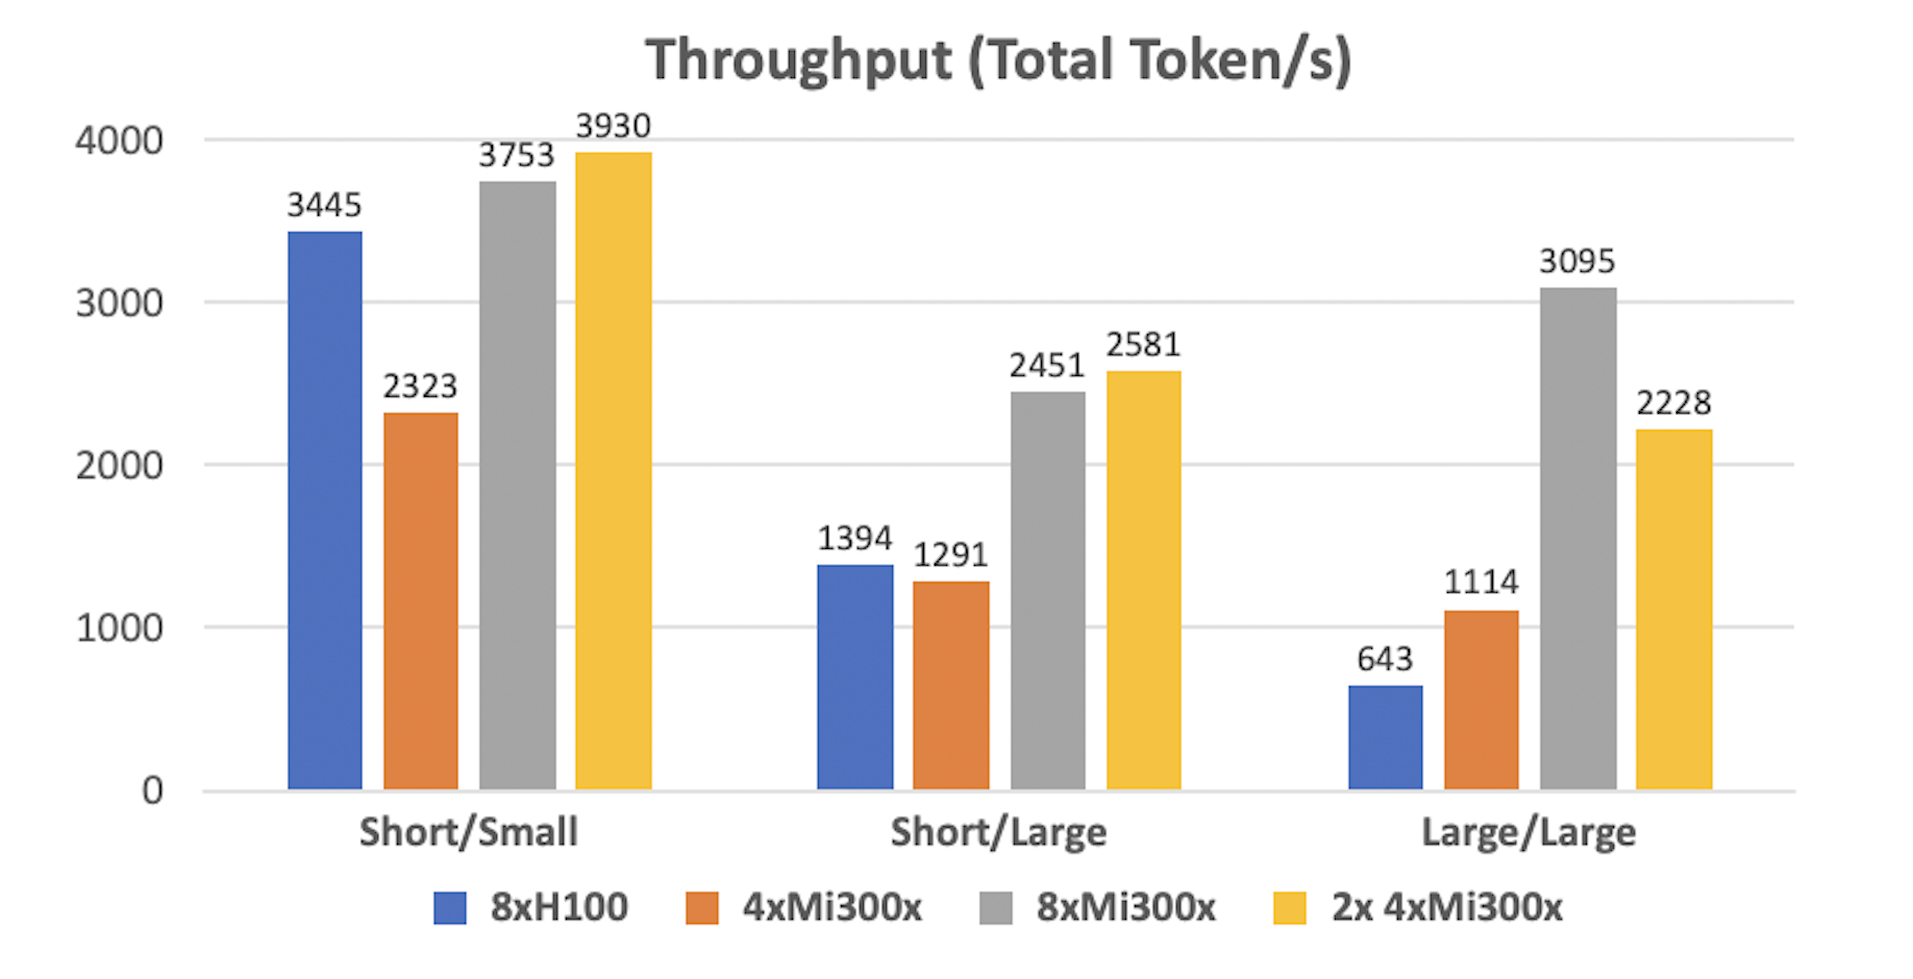 Throughput (Total Token/s)
4000
3000
2000
1000
0
3445
2323
3753
3930
1394
1291
2451
2581
643
1114
3095
2228
Short/Small
Short/Large
Large/Large
8xH100
4xMi300x
8xMi300x
2x 4xMi300x